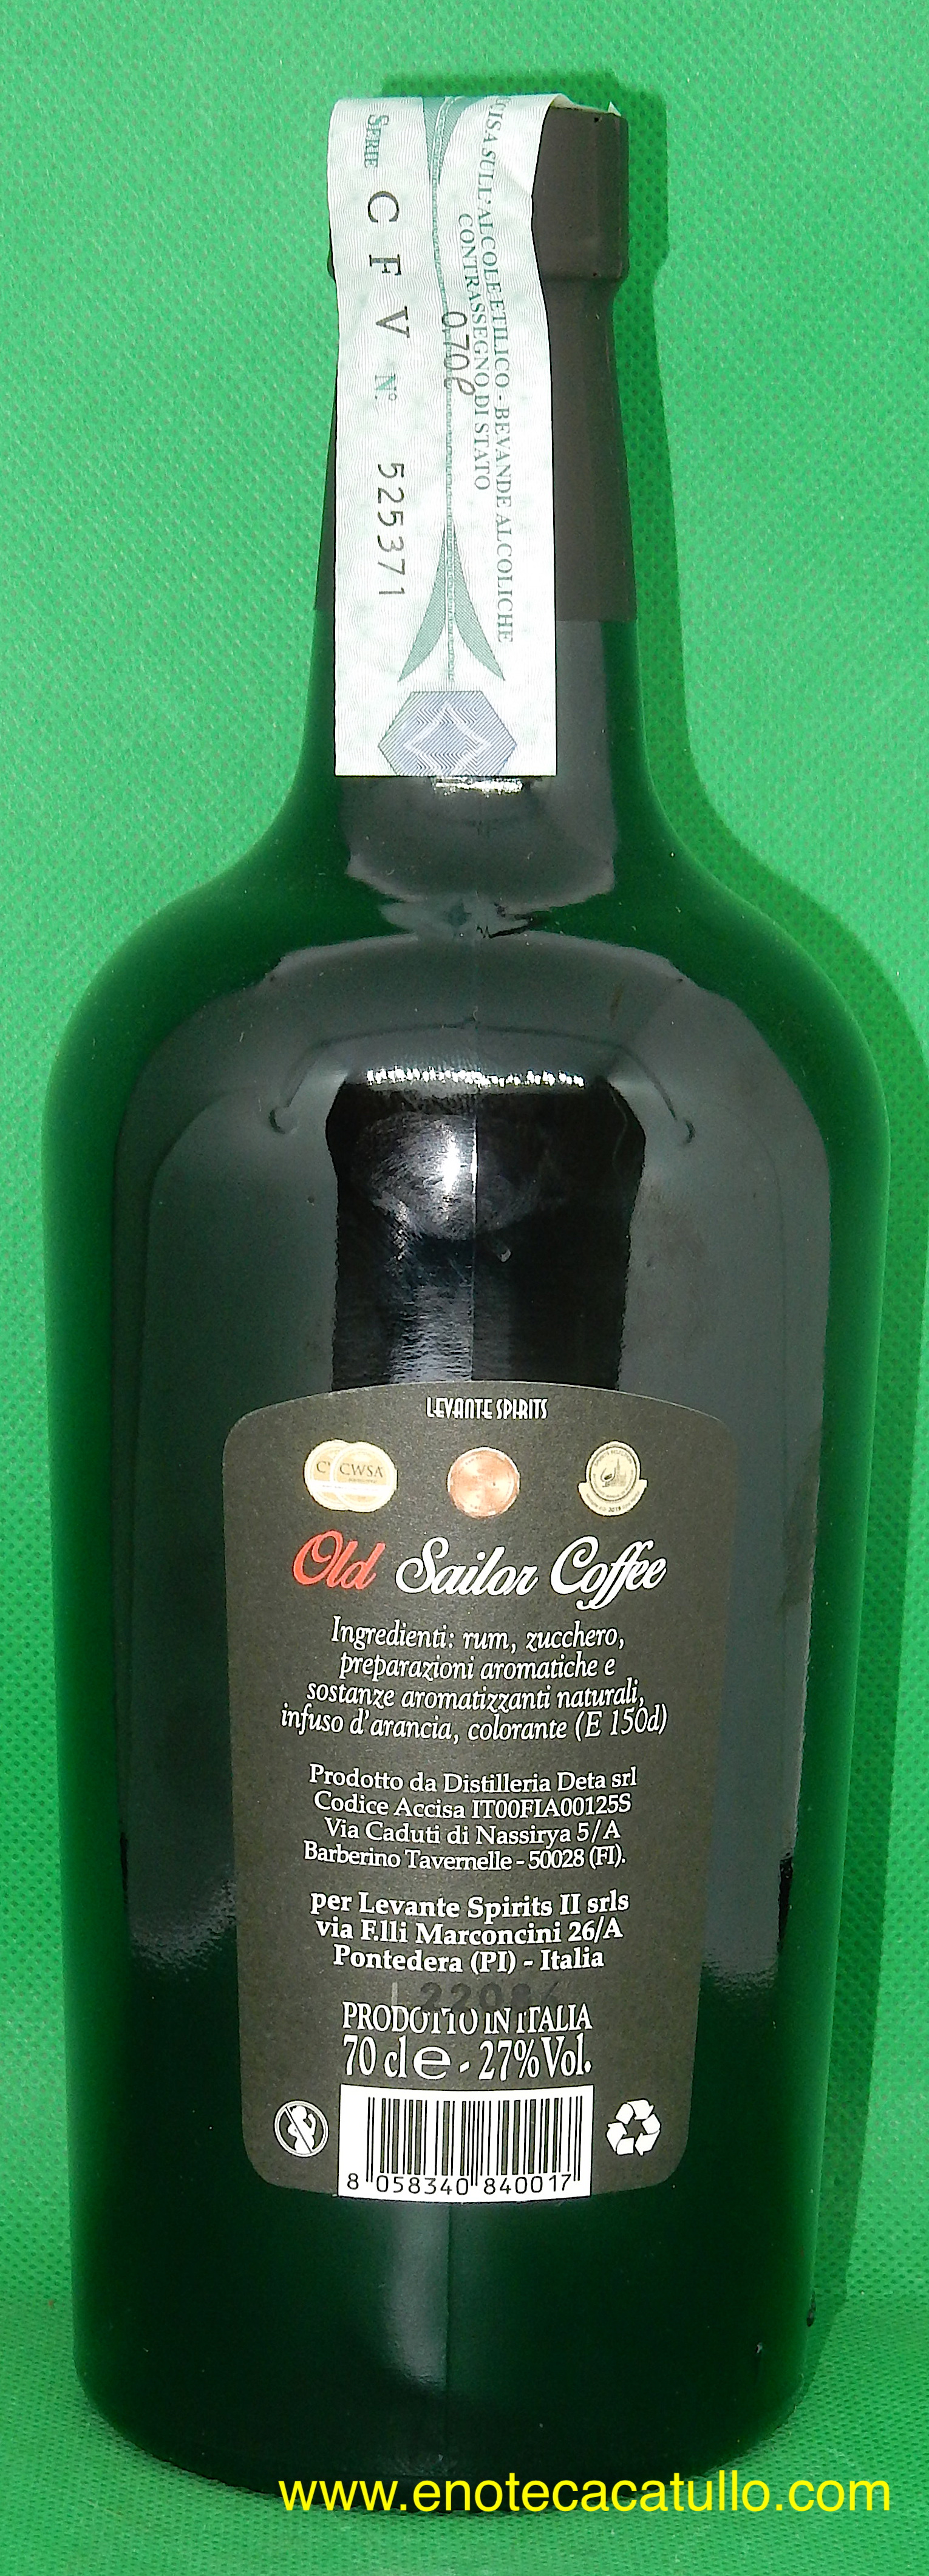 SERIE C F V N° 525371
0,70ℓ
CONTRASSEGNO DI STATO
SULL'ALCOLE ETILICO - BEVANDE ALCOLICHE
LEVANTE SPIRITS
CWSA
Old Sailor Coffee
Ingredienti: rum, zucchero,
preparazioni aromatiche e
sostanze aromatizzanti naturali,
infuso d'arancia, colorante (E 150d)
Prodotto da Distilleria Deta srl
Codice Accisa IT00FIA00125S
Via Caduti di Nassirya 5/A
Barberino Tavernelle - 50028 (FI).
per Levante Spirits II srls
via F.lli Marconcini 26/A
Pontedera (PI) - Italia
PRODOTTO IN ITALIA
70 cl e - 27% Vol.
8 058340 840017
www.enotecacatullo.com